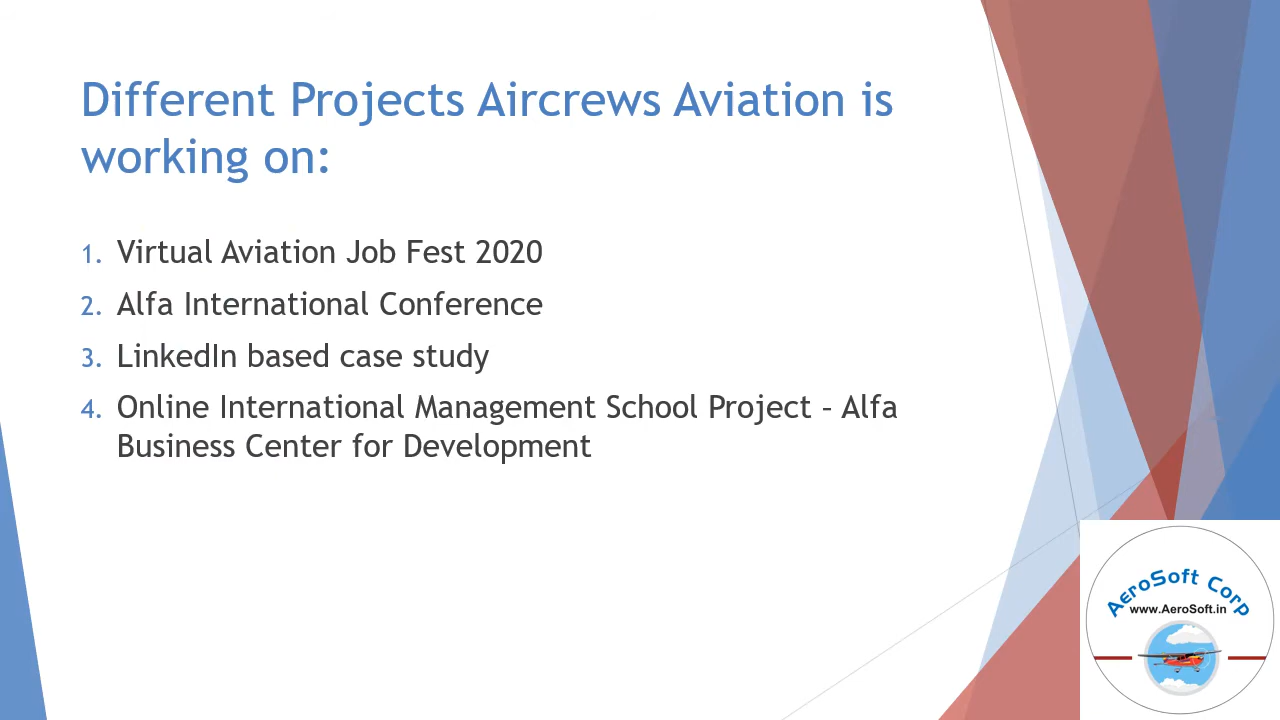 Different Projects Aircrews Aviation is
working on:
1. Virtual Aviation Job Fest 2020
2. Alfa International Conference
3. LinkedIn based case study
4. Online International Management School Project – Alfa
Business Center for Development
AeroSoft Corp
www.AeroSoft.in